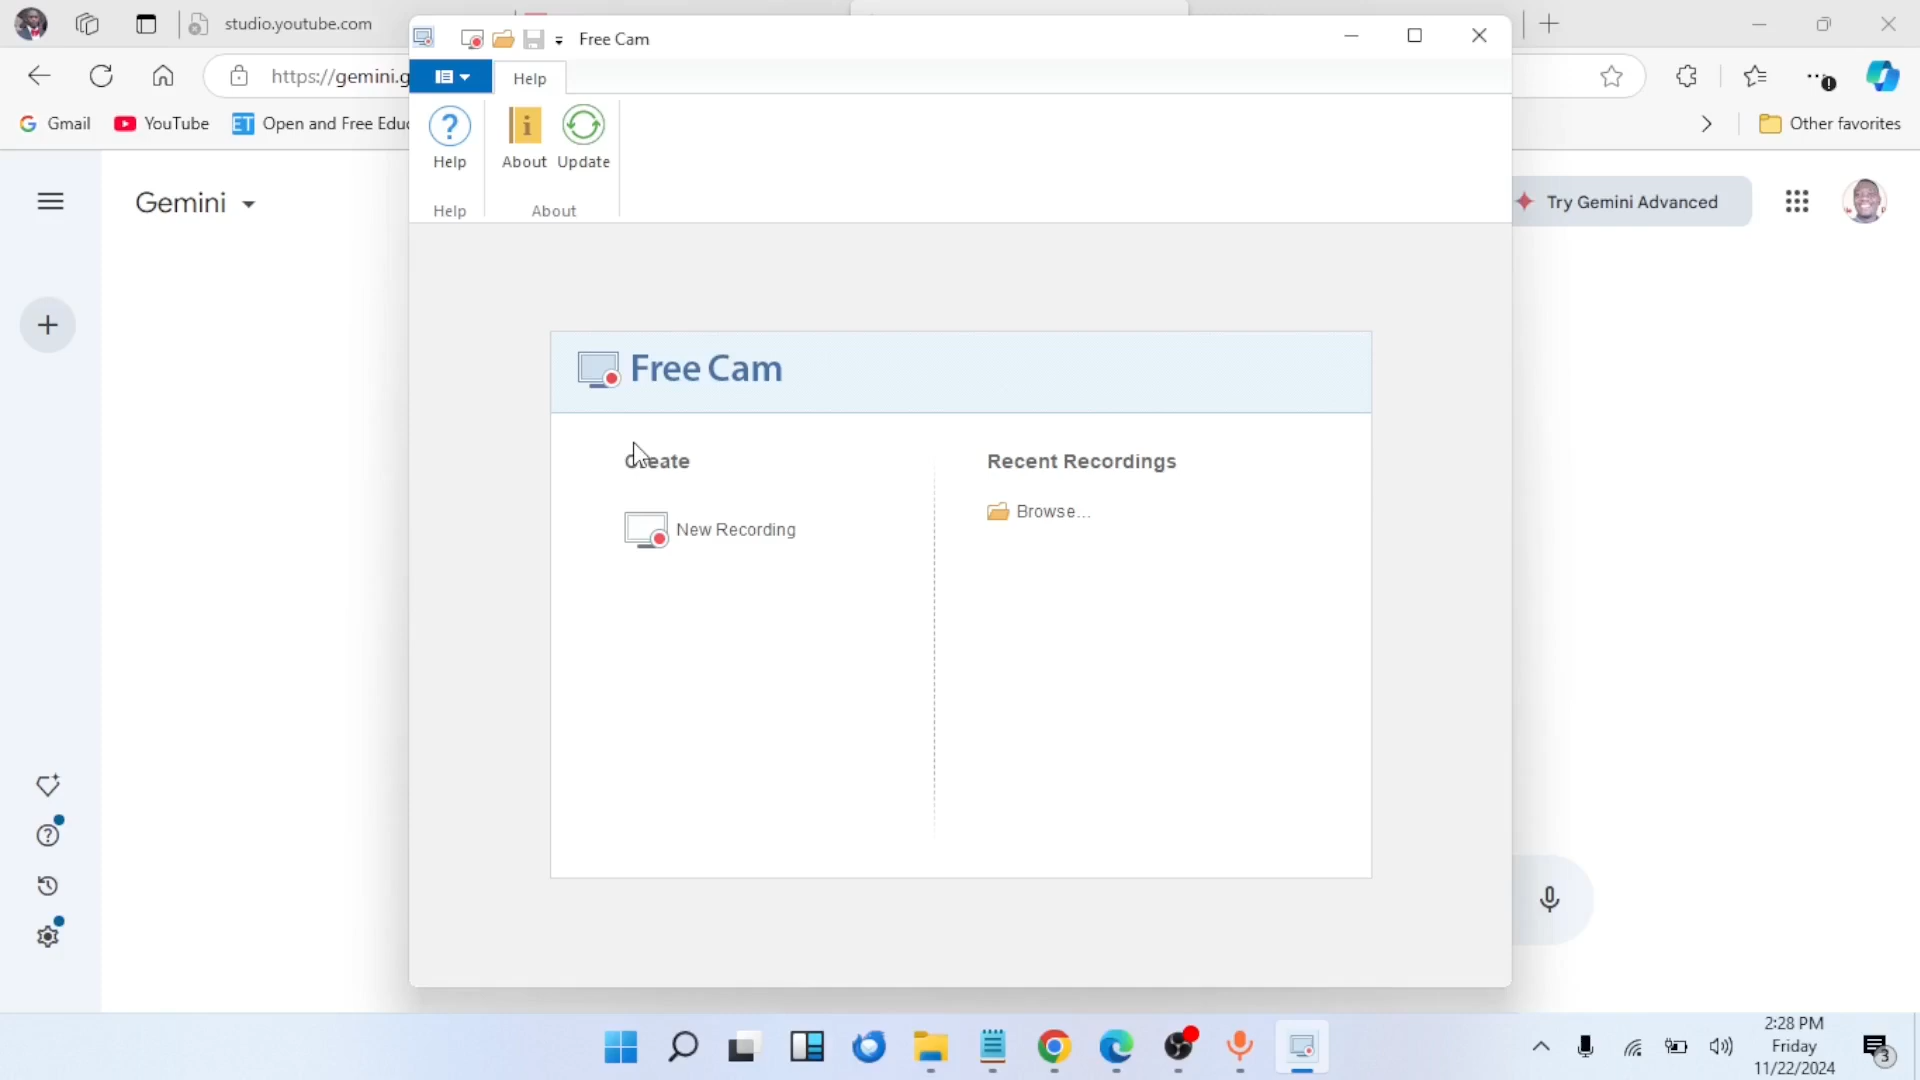 studio.youtube.com
Free Cam
https://gemini.g
Help
Gmail
YouTube
Open and Free Educ
Other favorites
Help
About
Update
Help
About
Gemini
Try Gemini Advanced
Free Cam
Create
Recent Recordings
New Recording
Browse...
2:28 PM
Friday
11/22/2024
3